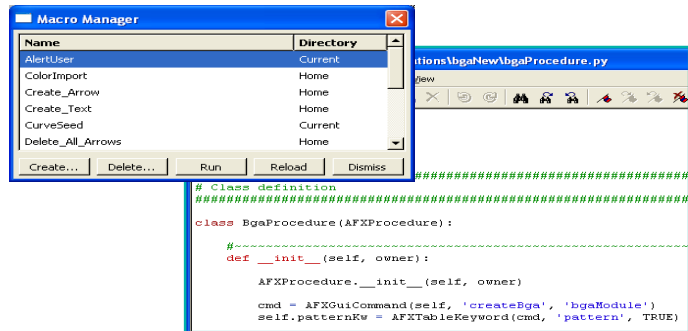 Macro Manager
Name Directory
AlertUser Current
ColorImport Home
Create_Arrow Home
Create_Text Home
CurveSeed Current
Delete_All_Arrows Home
Create... Delete... Run Reload Dismiss
ations\bgaNew\bgaProcedure.py
View
###########################################################
# Class definition
###########################################################
class BgaProcedure(AFXProcedure):
#~~~~~~~~~~~~~~~~~~~~~~~~~~~~~~~~~~~~~~~~~~~~~~~~~~~~~~~
def __init__(self, owner):
AFXProcedure.__init__(self, owner)
cmd = AFXGuiCommand(self, 'createBga', 'bgaModule')
self.patternKw = AFXTableKeyword(cmd, 'pattern', TRUE)